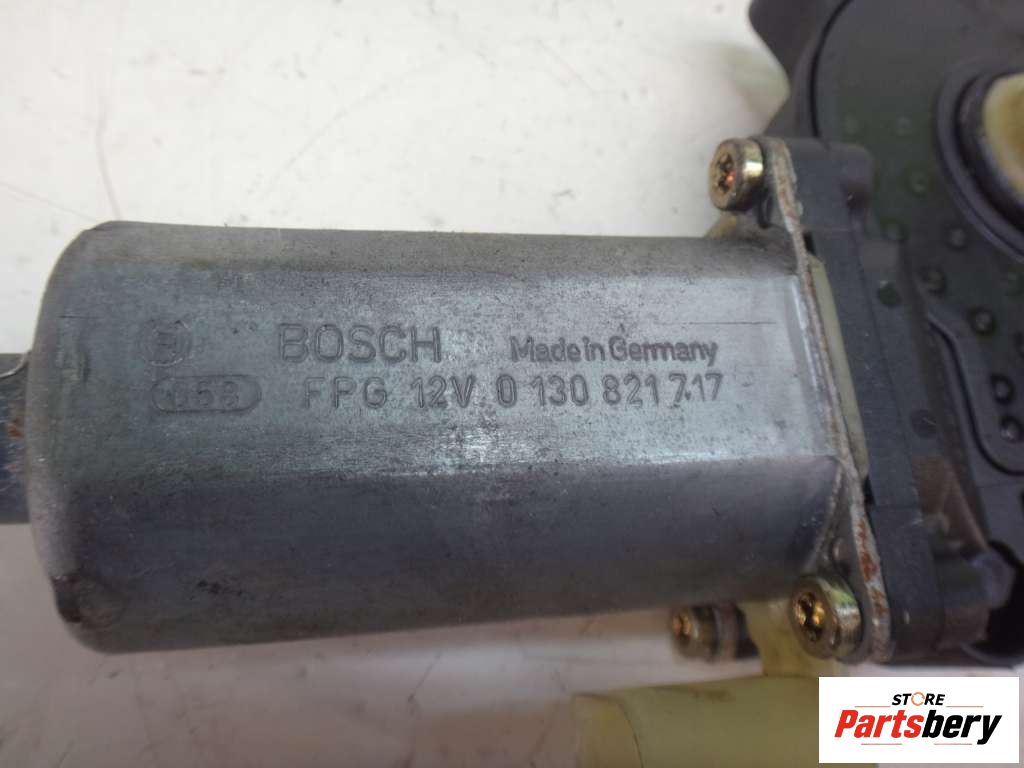 BOSCH Made in Germany
FPG 12V 0 130 821 717
STORE
Partsbery